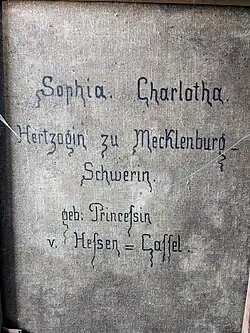 Sophia. Charlotha.
Hertzogin zu Mecklenburg-
Schwerin.
geb: Princessin
v. Hessen = Cassel.